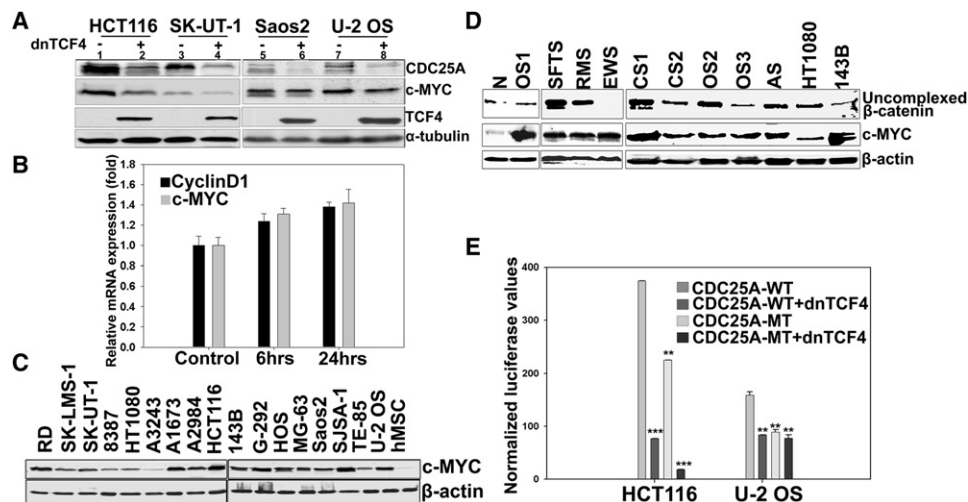 A
HCT116 SK-UT-1 Saos2 U-2 OS
dnTCF4 - + - + - + - +
1 2 3 4 5 6 7 8
CDC25A
c-MYC
TCF4
α-tubulin
B
Relative mRNA expression (fold)
1.8
1.6
1.4
1.2
1.0
0.8
0.6
0.4
0.2
0.0
CyclinD1
c-MYC
Control 6hrs 24hrs
C
RD SK-LMS-1 SK-UT-1 8387 HT1080 A3243 A1673 A2984 HCT116 143B G-292 HOS MG-63 Saos2 SJSA-1 TE-85 U-2 OS hMSC
c-MYC
β-actin
D
N OS1 SFTS RMS EWS CS1 CS2 OS2 OS3 AS HT1080 143B
Uncomplexed
β-catenin
c-MYC
β-actin
E
Normalized luciferase values
400
300
200
100
0
CDC25A-WT
CDC25A-WT+dnTCF4
CDC25A-MT
CDC25A-MT+dnTCF4
*** ** *** ** ** **
HCT116 U-2 OS